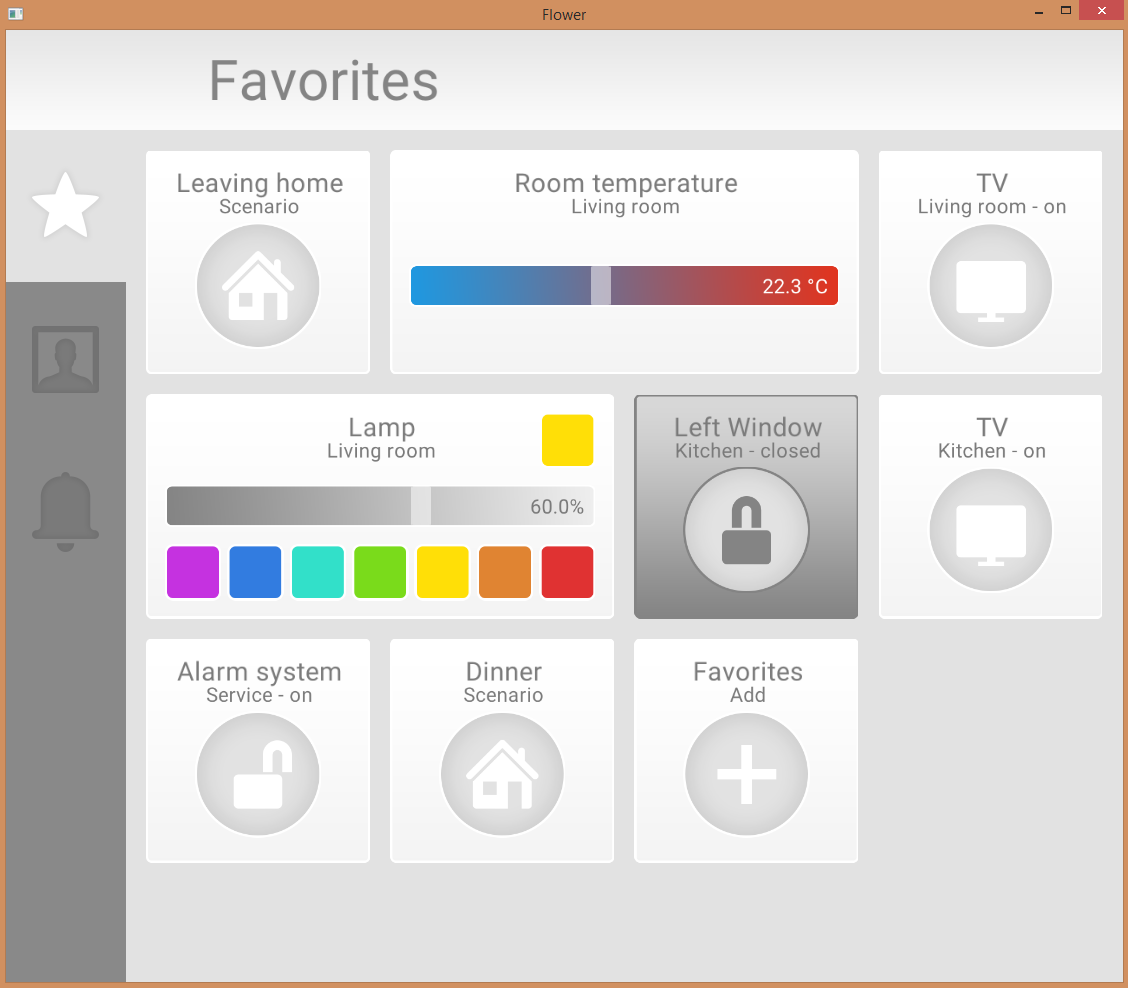 Flower
Favorites
Leaving home
Scenario
Room temperature
Living room
22.3 °C
TV
Living room - on
Lamp
Living room
60.0%
Left Window
Kitchen - closed
TV
Kitchen - on
Alarm system
Service - on
Dinner
Scenario
Favorites
Add